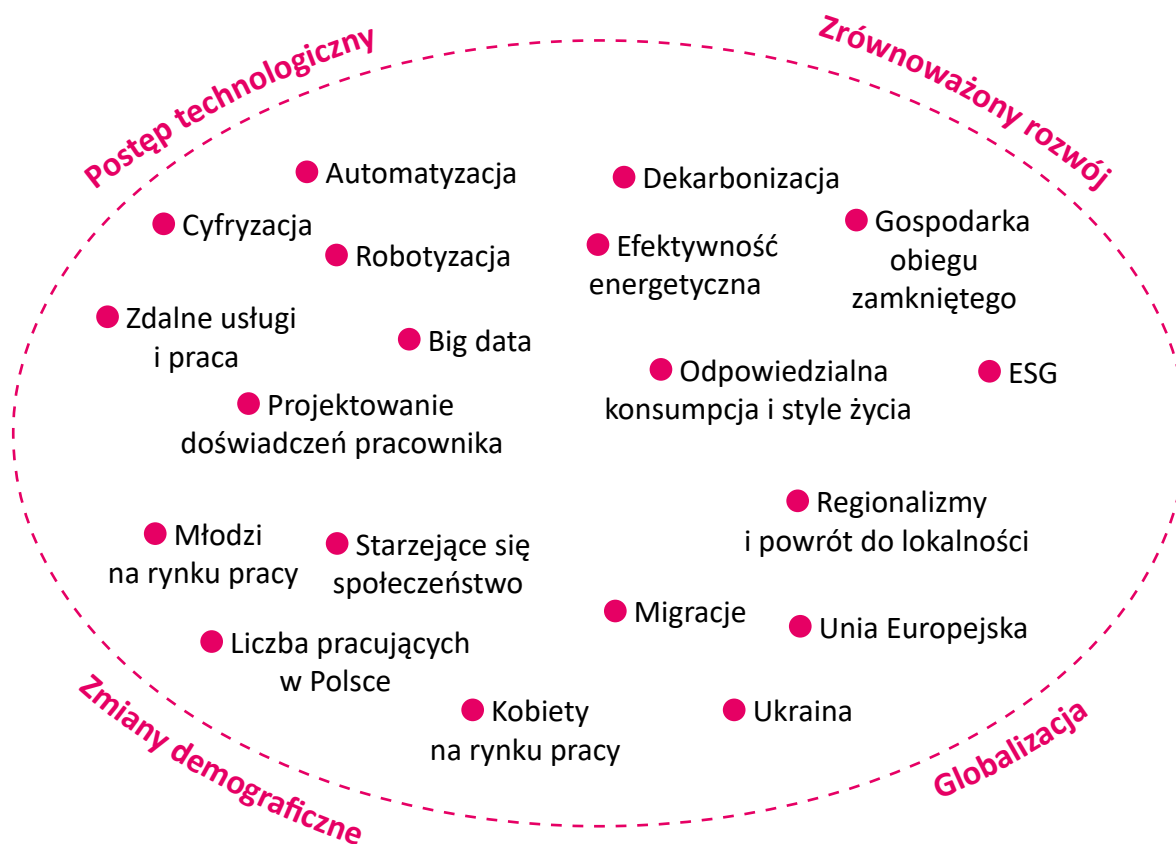 Postęp technologiczny
Zrównoważony rozwój
Automatyzacja
Cyfryzacja
Robotyzacja
Zdalne usługi
i praca
Big data
Projektowanie
doświadczeń pracownika
Dekarbonizacja
Efektywność
energetyczna
Gospodarka
obiegu
zamkniętego
Odpowiedzialna
konsumpcja i style życia
ESG
Młodzi
na rynku pracy
Starzejące się
społeczeństwo
Liczba pracujących
w Polsce
Kobiety
na rynku pracy
Regionalizmy
i powrót do lokalności
Migracje
Unia Europejska
Ukraina
Zmiany demograficzne
Globalizacja